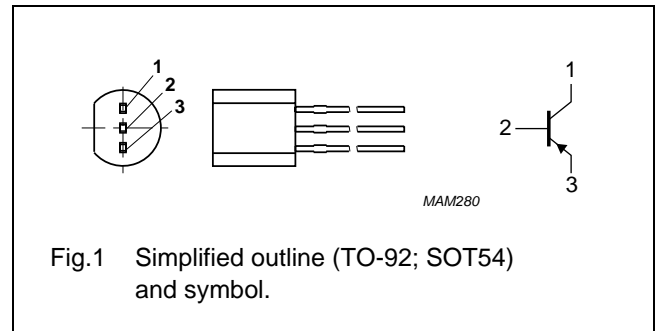 1
2
3
1
2
3
MAM280
Fig.1 Simplified outline (TO-92; SOT54)
and symbol.